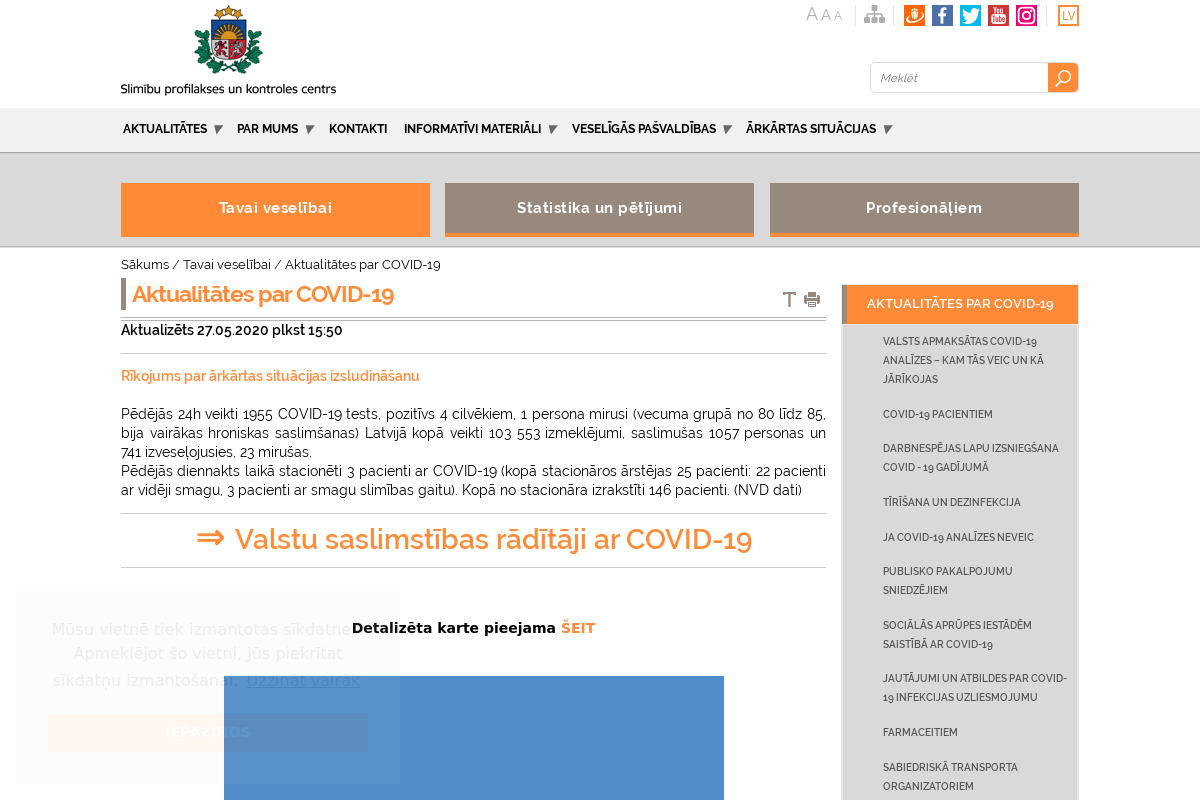 A A A
You
Tube
LV
Slimību profilakses un kontroles centrs
Meklēt
AKTUALITĀTES
PAR MUMS
KONTAKTI
INFORMATĪVI MATERIĀLI
VESELĪGĀS PAŠVALDĪBAS
ĀRKĀRTAS SITUĀCIJAS
Tavai veselībai
Statistika un pētījumi
Profesionāļiem
Sākums / Tavai veselībai / Aktualitātes par COVID-19
Aktualitātes par COVID-19
Aktualizēts 27.05.2020 plkst 15:50
Rīkojums par ārkārtas situācijas izsludināšanu
Pēdējās 24h veikti 1955 COVID-19 tests, pozitīvs 4 cilvēkiem, 1 persona mirusi (vecuma grupā no 80 līdz 85,
bija vairākas hroniskas saslimšanas) Latvijā kopā veikti 103 553 izmeklējumi, saslimušas 1057 personas un
741 izveseļojusies, 23 mirušas.
Pēdējās diennakts laikā stacionēti 3 pacienti ar COVID-19 (kopā stacionāros ārstējas 25 pacienti: 22 pacienti
ar vidēji smagu, 3 pacienti ar smagu slimības gaitu). Kopā no stacionāra izrakstīti 146 pacienti. (NVD dati)
⇒ Valstu saslimstības rādītāji ar COVID-19
Detalizēta karte pieejama ŠEIT
Mūsu vietnē tiek izmantotas sīkdatnes.
Apmeklējot šo vietni, Jūs piekrītat
sīkdatņu izmantošanai. Uzzināt vairāk
IEPAZINOS
AKTUALITĀTES PAR COVID-19
VALSTS APMAKSĀTAS COVID-19
ANALĪZES – KAM TĀS VEIC UN KĀ
JĀRĪKOJAS
COVID-19 PACIENTIEM
DARBNESPĒJAS LAPU IZSNIEGŠANA
COVID - 19 GADĪJUMĀ
TĪRĪŠANA UN DEZINFEKCIJA
JA COVID-19 ANALĪZES NEVEIC
PUBLISKO PAKALPOJUMU
SNIEDZĒJIEM
SOCIĀLĀS APRŪPES IESTĀDĒM
SAISTĪBĀ AR COVID-19
JAUTĀJUMI UN ATBILDES PAR COVID-
19 INFEKCIJAS UZLIESMOJUMU
FARMACEITIEM
SABIEDRISKĀ TRANSPORTA
ORGANIZATORIEM